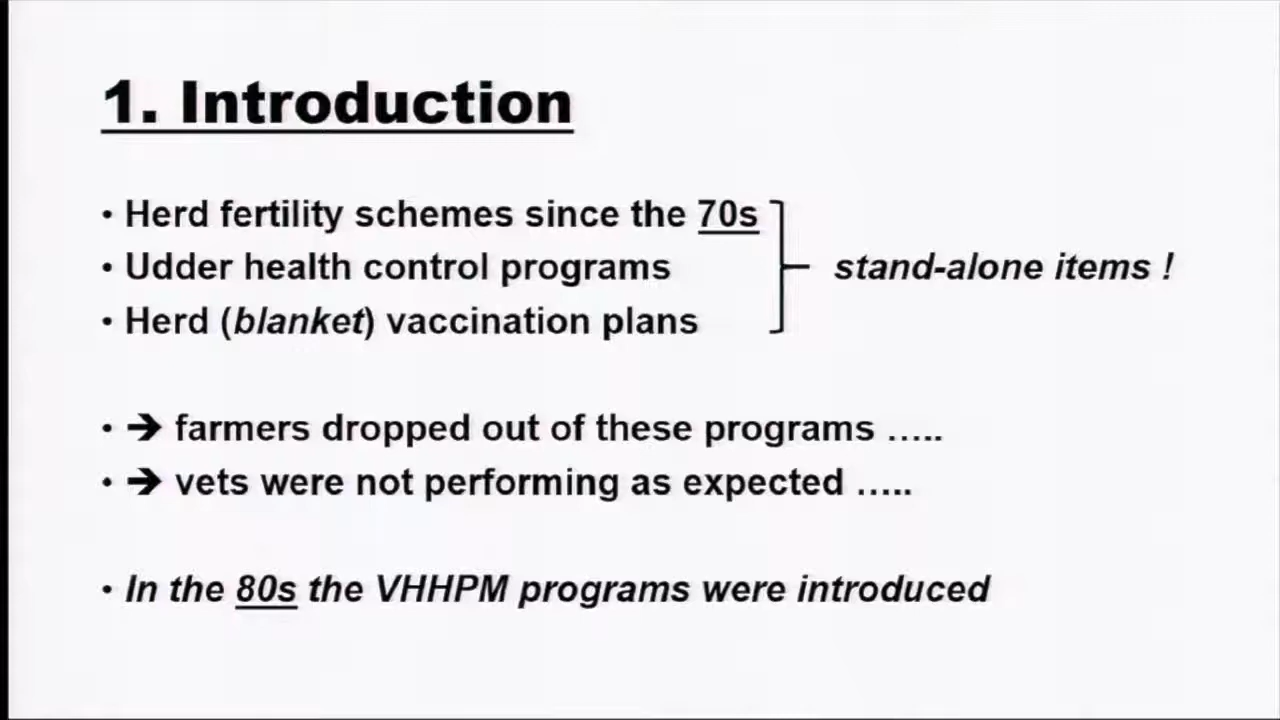 1. Introduction
• Herd fertility schemes since the 70s
• Udder health control programs
stand-alone items !
• Herd (blanket) vaccination plans
• ➔ farmers dropped out of these programs …..
• ➔ vets were not performing as expected …..
• In the 80s the VHHPM programs were introduced